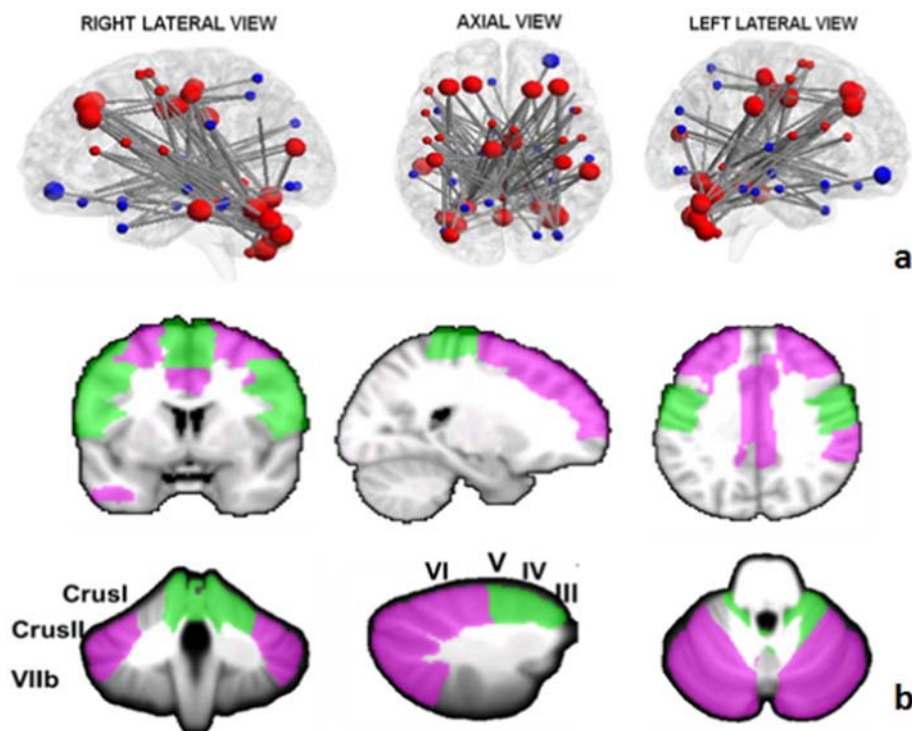 RIGHT LATERAL VIEW AXIAL VIEW LEFT LATERAL VIEW
a
CrusI
CrusII
VIIb
VI V IV III
b